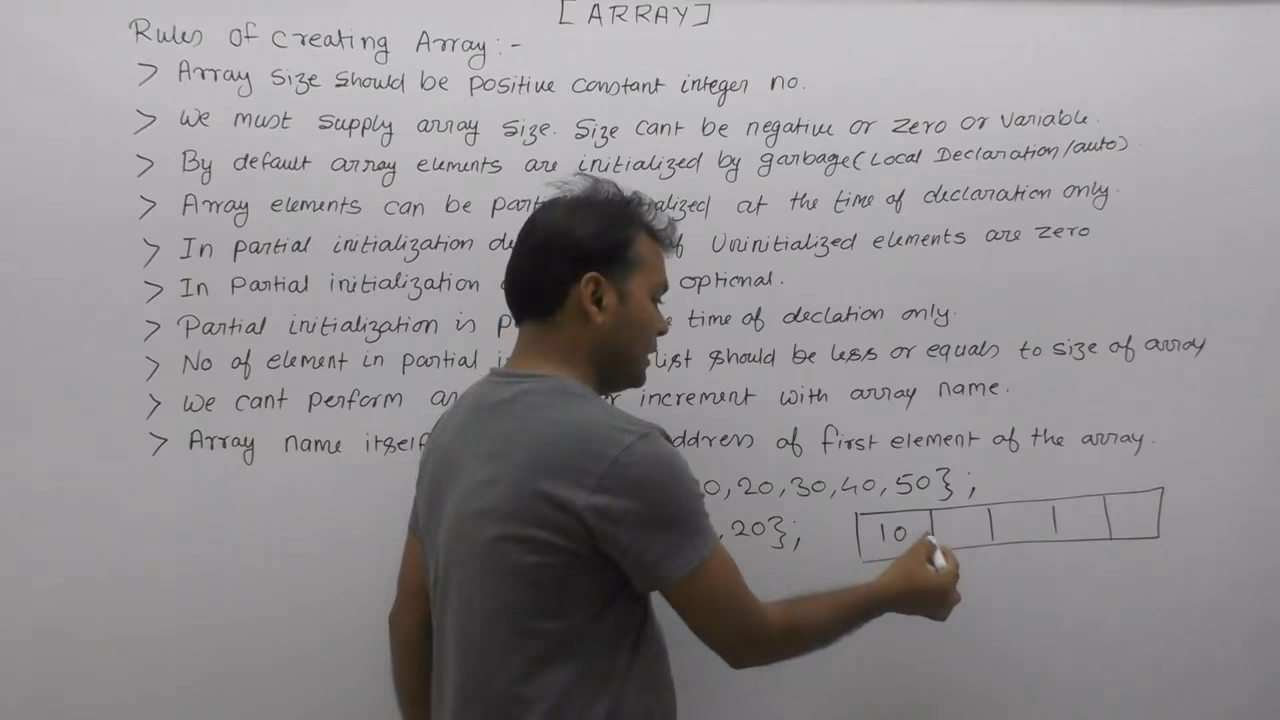 [ARRAY]
Rules of Creating Array:-
> Array size should be positive constant integer no.
> We must supply array size. Size cant be negative or zero or variable.
> By default array elements are initialized by garbage(Local Declaration/auto)
> Array elements can be at the time of declaration only.
> In partial initialization Uninitialized elements are zero
> In Partial initialization optional.
> Partial initialization is time of declation only.
> No of element in partial list should be less or equals to size of array
> We cant perform increment with array name.
> Array name itself address of first element of the array.
0,20,30,40,50};
,20};
10